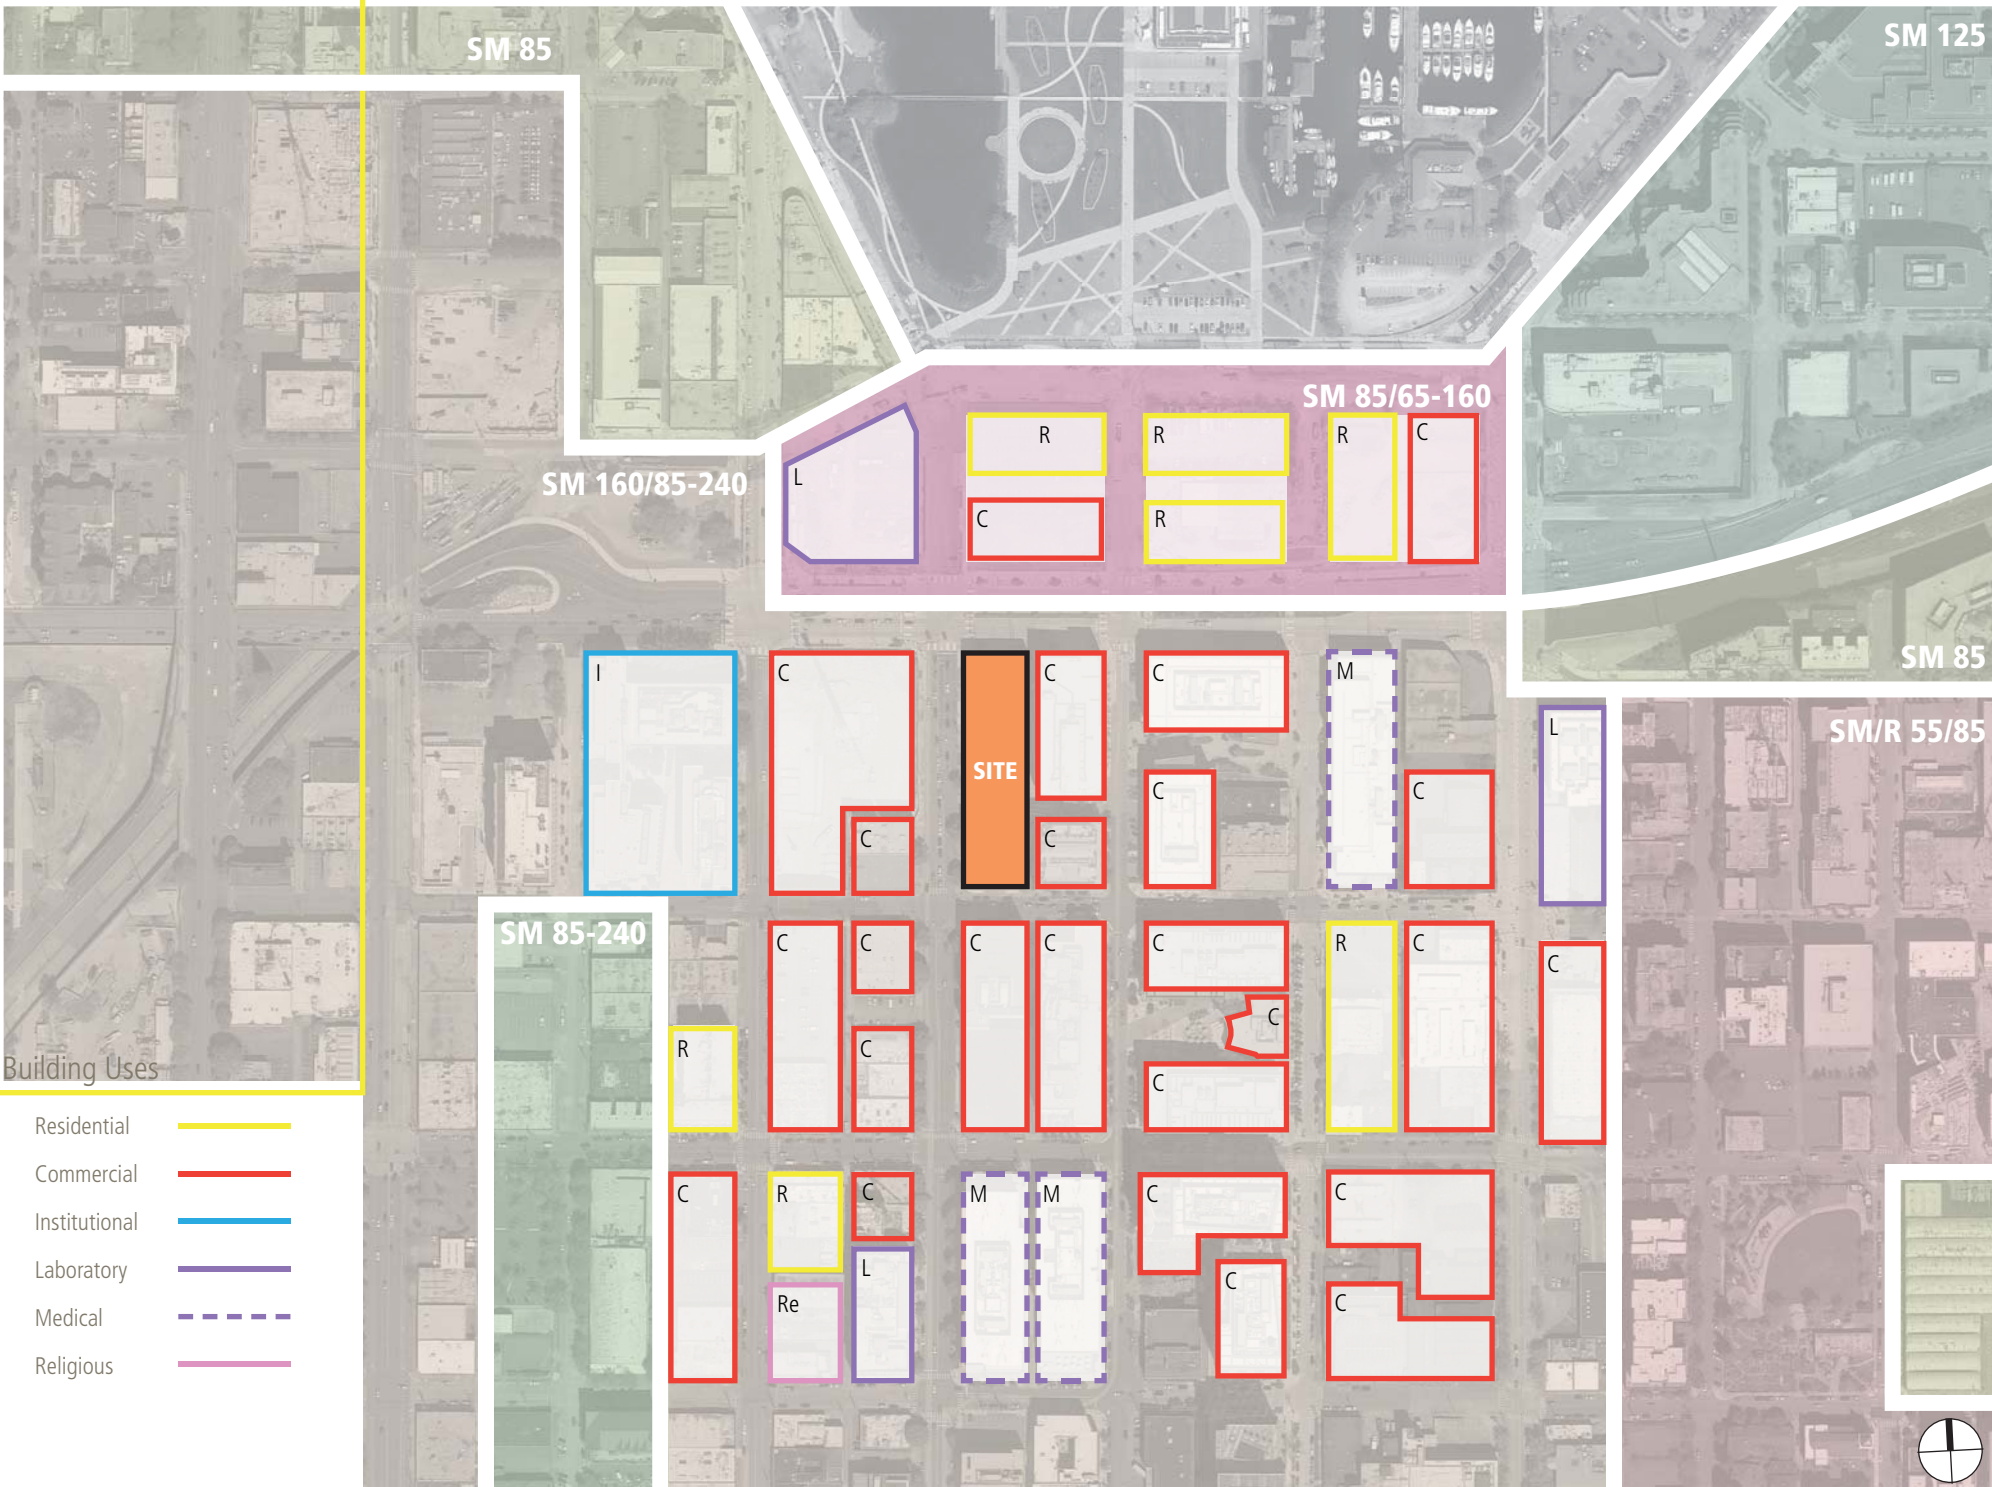 SM 85
SM 125
SM 85/65-160
SM 160/85-240
L
R
R
R
C
C
R
SM 85
SM/R 55/85
I
C
SITE
C
C
M
L
C
C
C
C
C
SM 85-240
C
C
C
C
C
R
C
C
C
R
C
C
Building Uses
Residential
Commercial
Institutional
Laboratory
Medical
Religious
C
R
C
M
M
C
C
Re
L
C
C